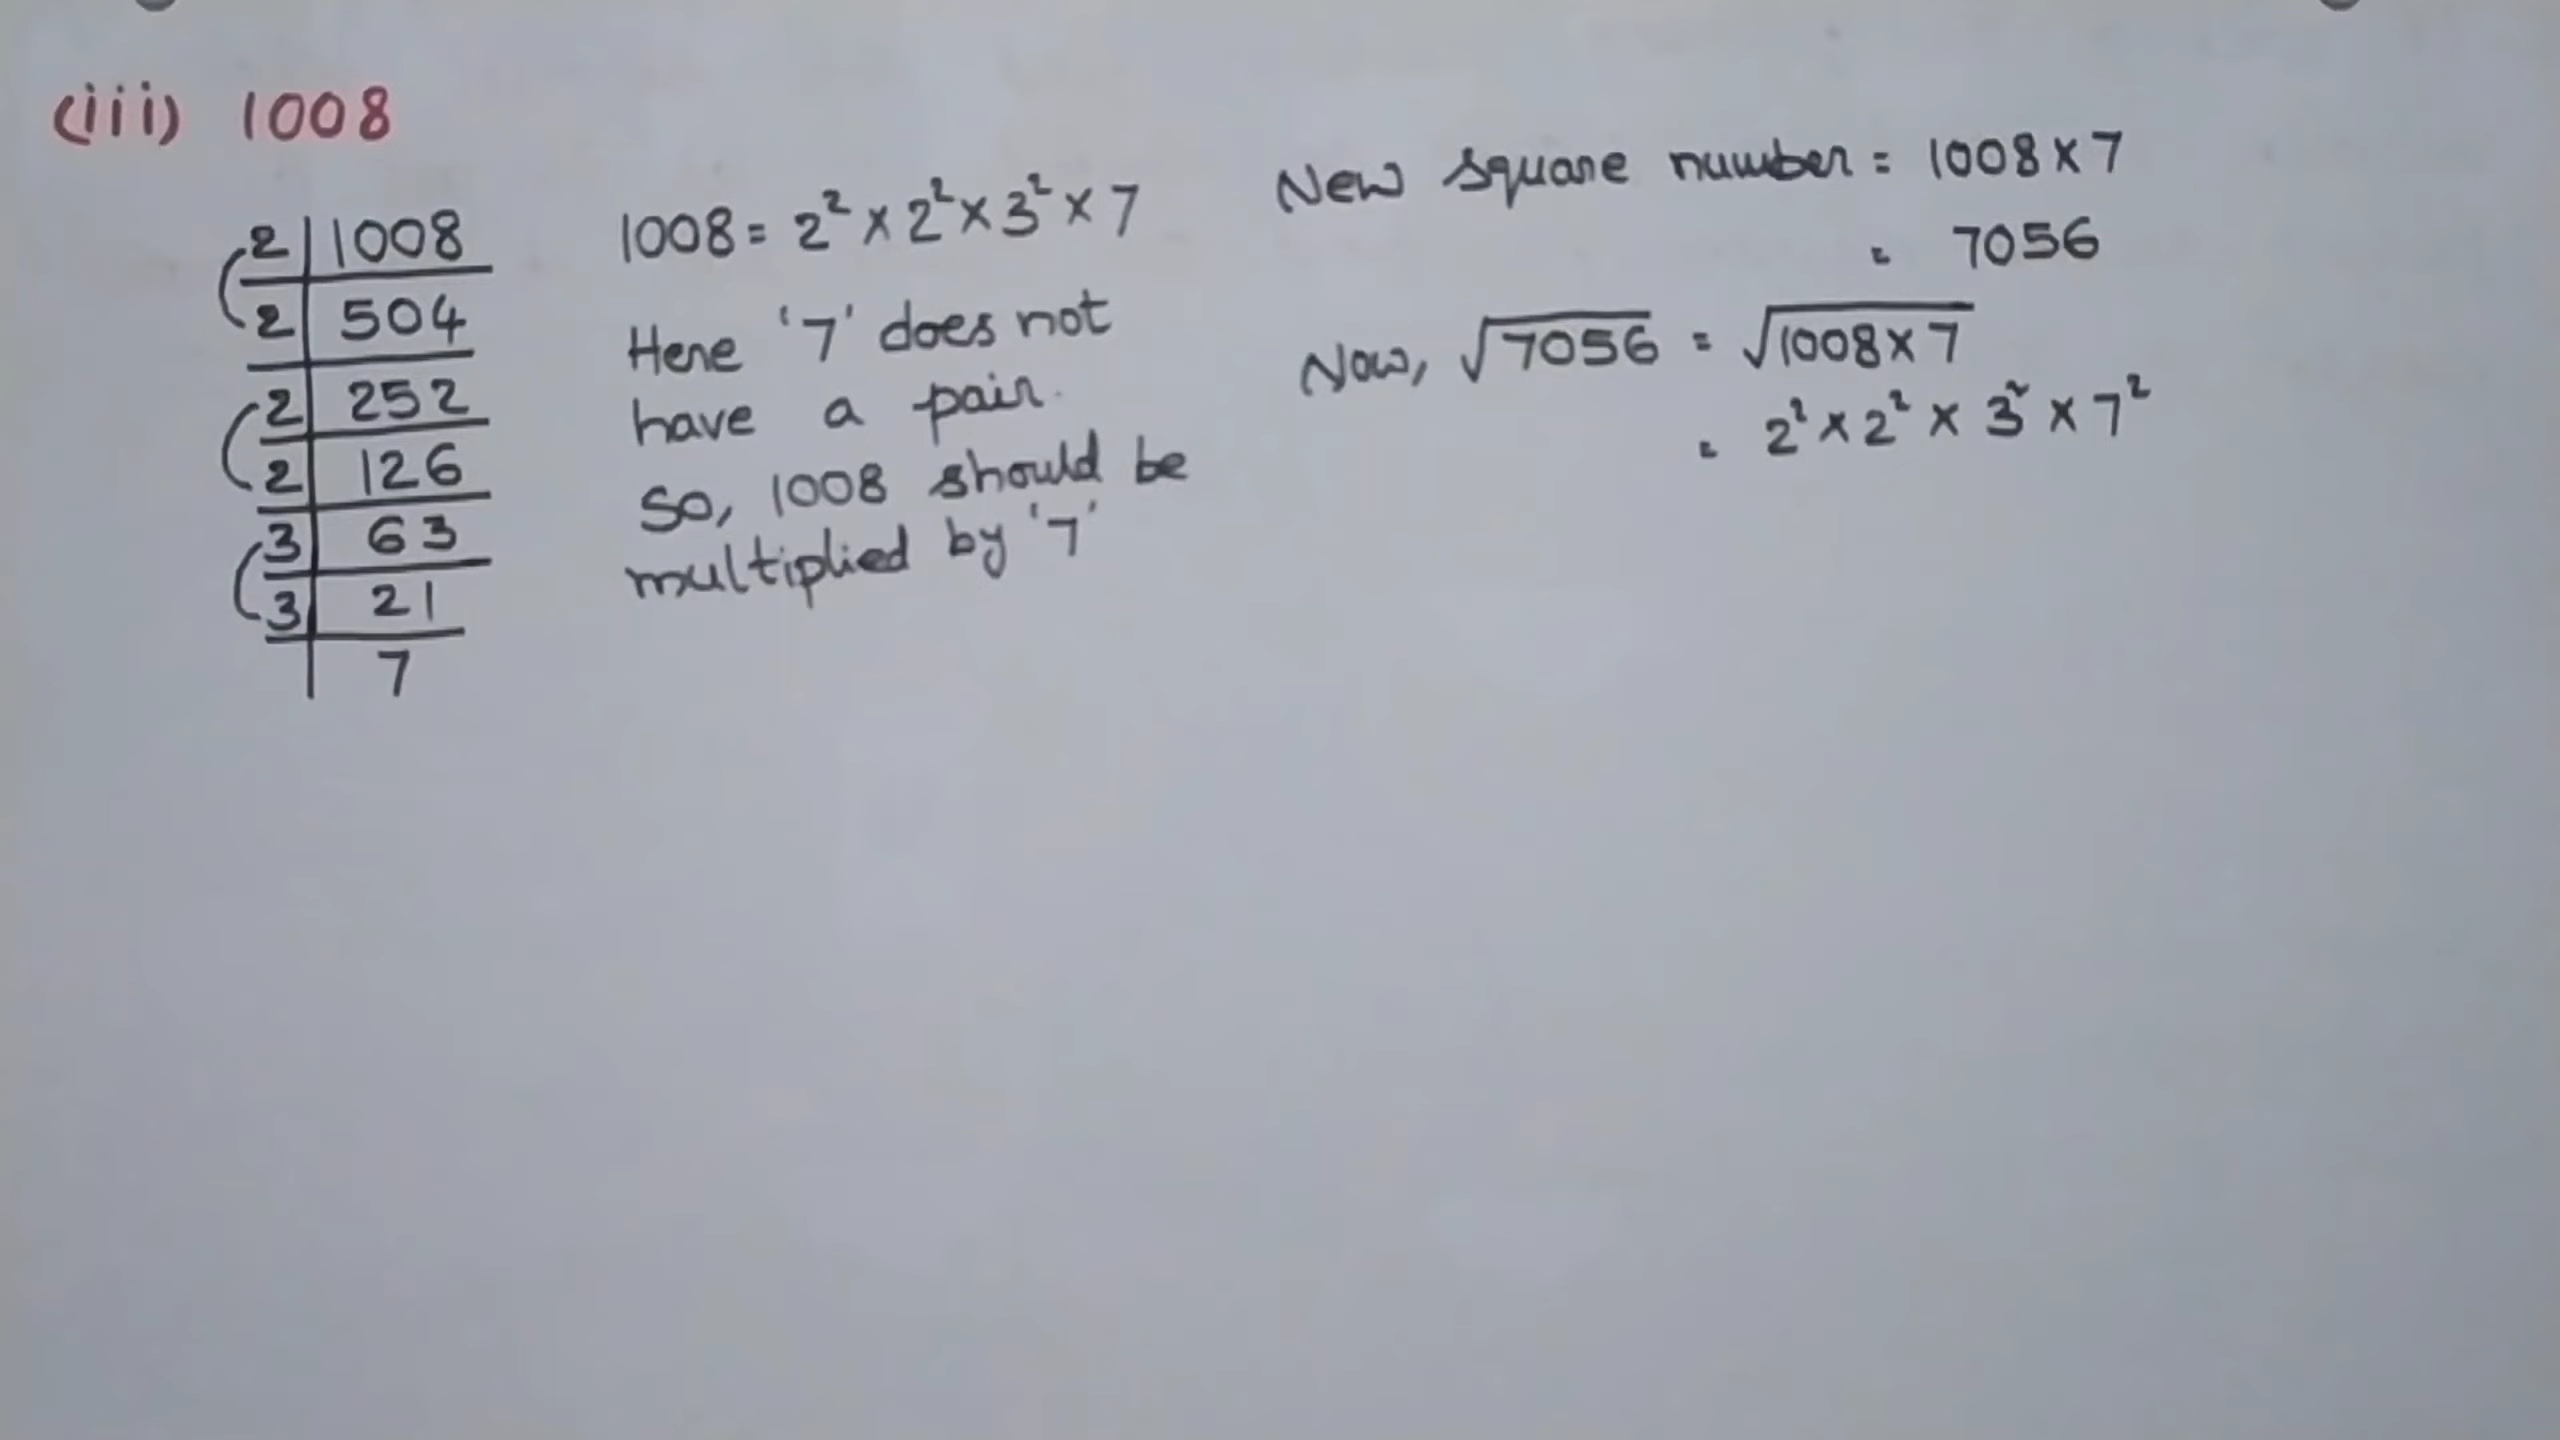 (iii) 1008
2 | 1008
2 | 504
2 | 252
2 | 126
3 | 63
3 | 21
| 7
1008 = 2² × 2² × 3² × 7
Here '7' does not
have a pair.
So, 1008 should be
multiplied by '7'
New square number = 1008 × 7
= 7056
Now, √7056 = √1008 × 7
= 2² × 2² × 3² × 7²